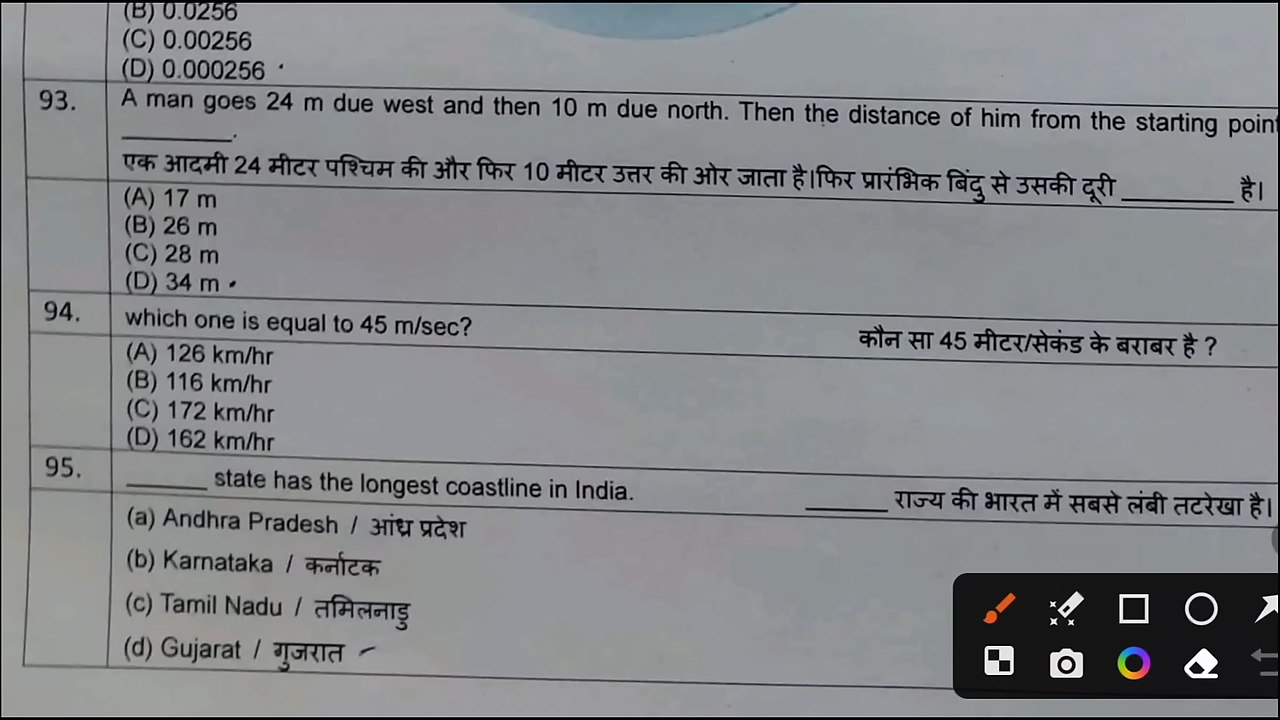 (B) 0.0256
(C) 0.00256
(D) 0.000256
93. A man goes 24 m due west and then 10 m due north. Then the distance of him from the starting point
________.
एक आदमी 24 मीटर पश्चिम की और फिर 10 मीटर उत्तर की ओर जाता है।फिर प्रारंभिक बिंदु से उसकी दूरी ________ है।
(A) 17 m
(B) 26 m
(C) 28 m
(D) 34 m
94. which one is equal to 45 m/sec? कौन सा 45 मीटर/सेकंड के बराबर है ?
(A) 126 km/hr
(B) 116 km/hr
(C) 172 km/hr
(D) 162 km/hr
95. ______ state has the longest coastline in India. ______ राज्य की भारत में सबसे लंबी तटरेखा है।
(a) Andhra Pradesh / आंध्र प्रदेश
(b) Karnataka / कर्नाटक
(c) Tamil Nadu / तमिलनाडु
(d) Gujarat / गुजरात